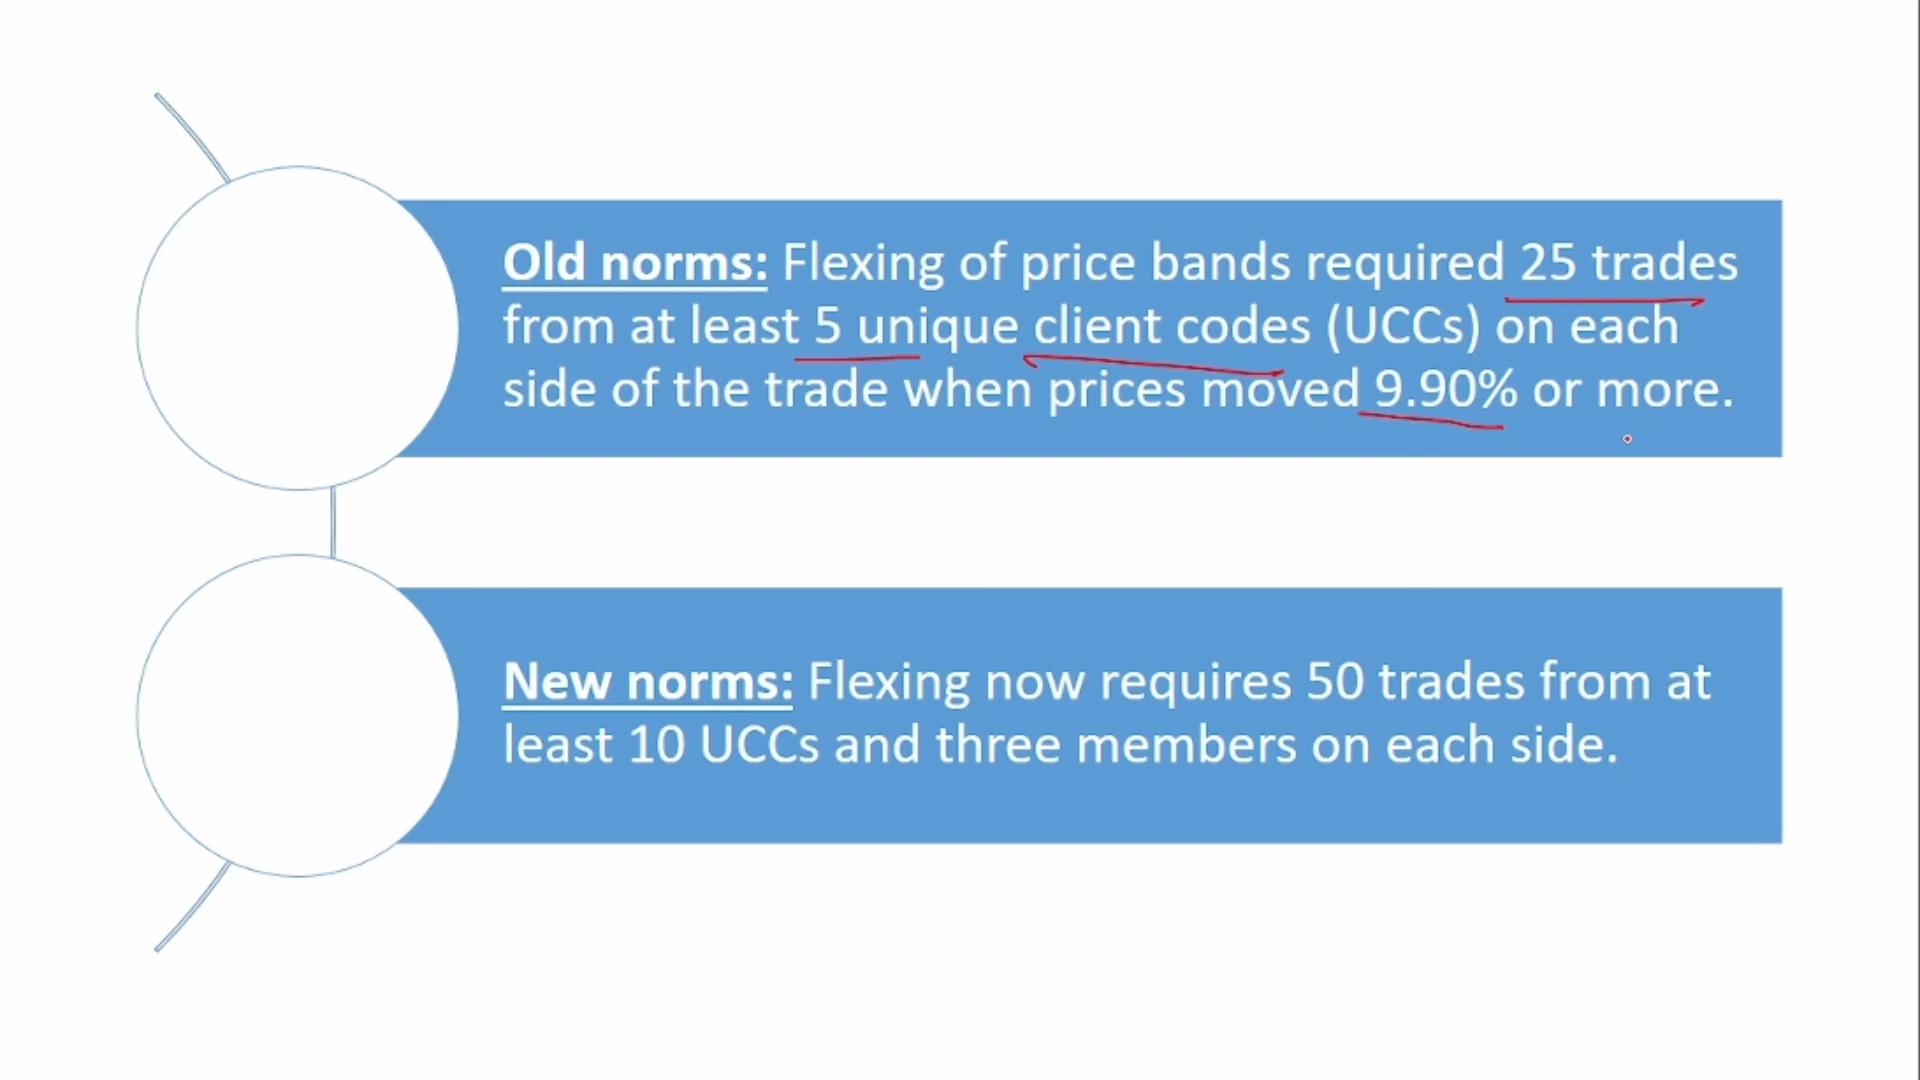 Old norms: Flexing of price bands required 25 trades
from at least 5 unique client codes (UCCs) on each
side of the trade when prices moved 9.90% or more.
New norms: Flexing now requires 50 trades from at
least 10 UCCs and three members on each side.